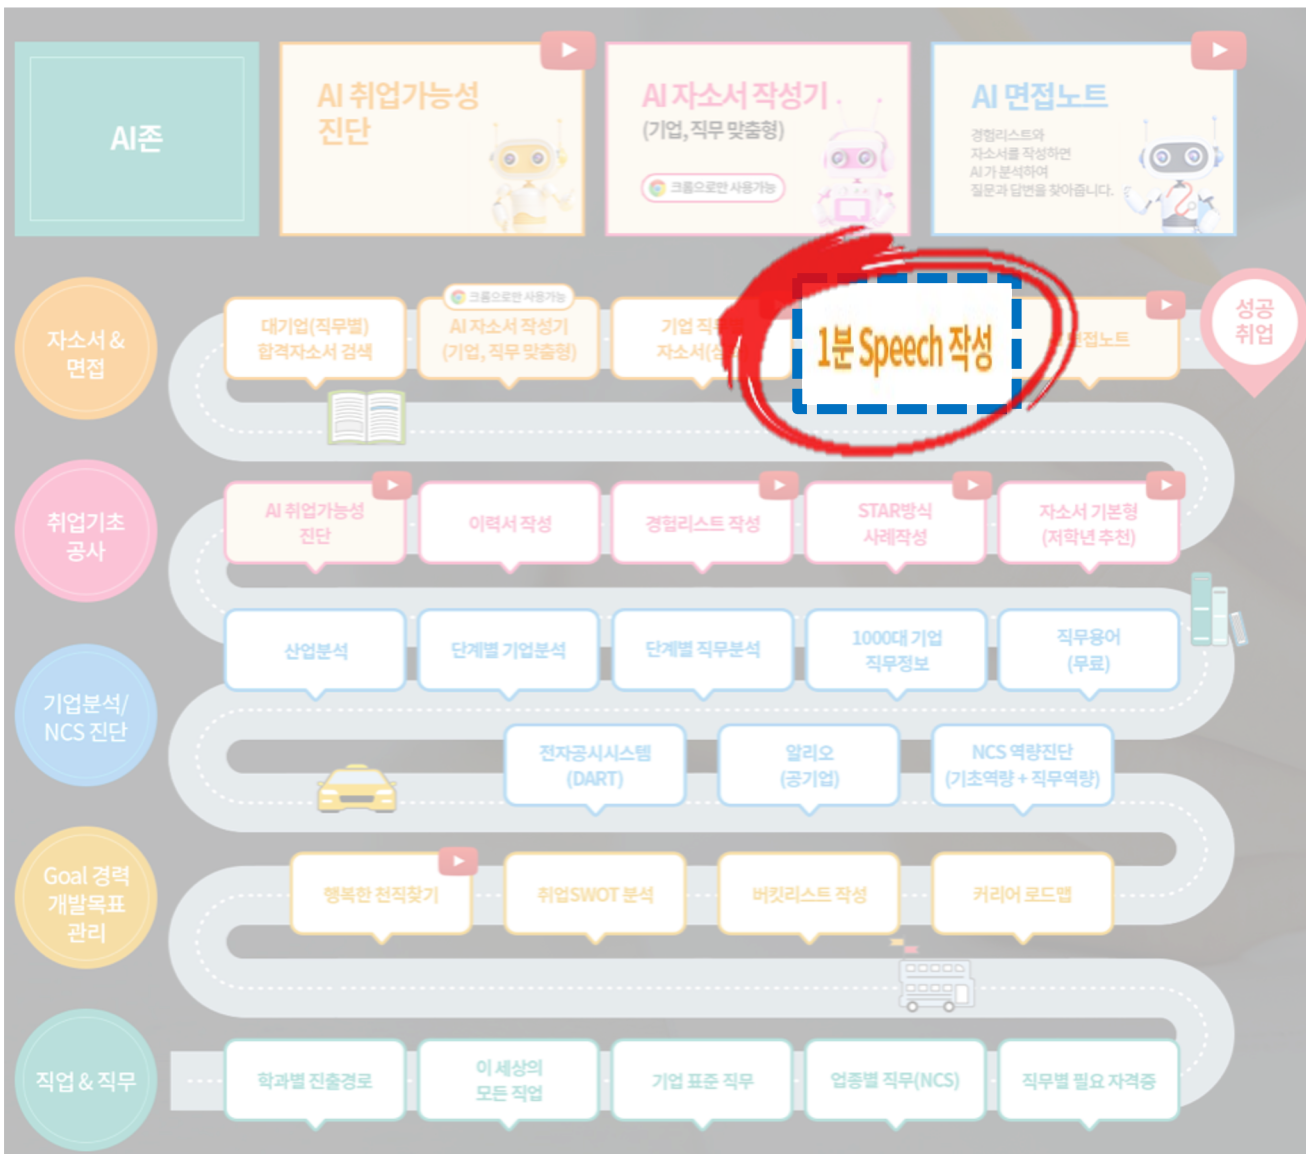 AI존
AI 취업가능성
진단
AI 자소서 작성기
(기업, 직무 맞춤형)
크롬으로만 사용가능
AI 면접노트
경험리스트와
자소서를 작성하면
AI가 분석하여
질문과 답변을 찾아줍니다.
자소서 &
면접
대기업(직무별)
합격자소서 검색
크롬으로만 사용가능
AI 자소서 작성기
(기업, 직무 맞춤형)
기업
자소서
1분 Speech 작성
면접노트
성공
취업
취업기초
공사
AI 취업가능성
진단
이력서 작성
경험리스트 작성
STAR방식
사례작성
자소서 기본형
(저학년 추천)
기업분석/
NCS 진단
산업분석
단계별 기업분석
단계별 직무분석
1000대 기업
직무정보
직무용어
(무료)
전자공시시스템
(DART)
알리오
(공기업)
NCS 역량진단
(기초역량 + 직무역량)
Goal 경력
개발목표
관리
행복한 천직찾기
취업SWOT 분석
버킷리스트 작성
커리어 로드맵
직업 & 직무
학과별 진출경로
이 세상의
모든 직업
기업 표준 직무
업종별 직무(NCS)
직무별 필요 자격증